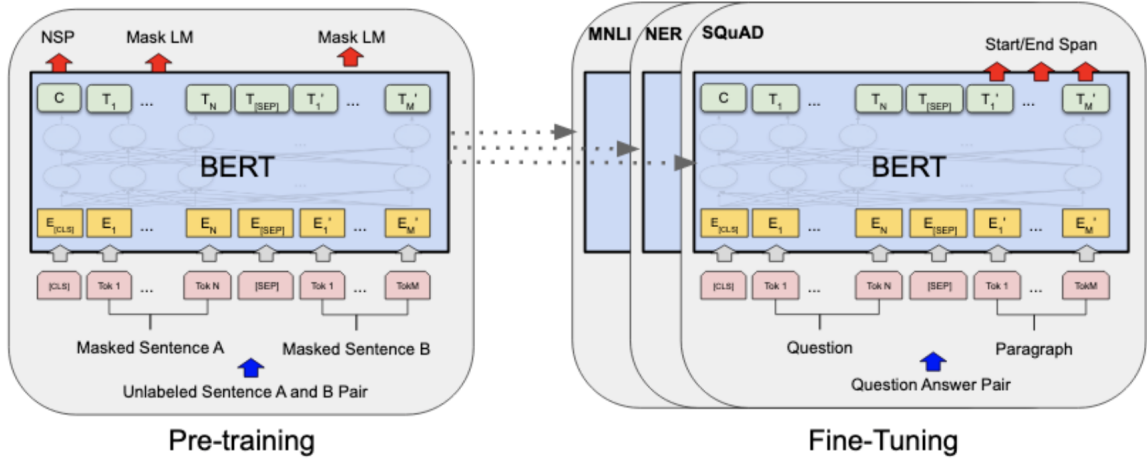 NSP Mask LM Mask LM
C T1 ... TN T[SEP] T1' ... TM'
...
BERT
...
E[CLS] E1 ... EN E[SEP] E1' ... EM'
[CLS] Tok 1 ... Tok N [SEP] Tok 1 ... TokM
Masked Sentence A Masked Sentence B
Unlabeled Sentence A and B Pair
Pre-training
MNLI NER SQuAD
Start/End Span
C T1 ... TN T[SEP] T1' ... TM'
...
BERT
...
E[CLS] E1 ... EN E[SEP] E1' ... EM'
[CLS] Tok 1 ... Tok N [SEP] Tok 1 ... TokM
Question Paragraph
Question Answer Pair
Fine-Tuning